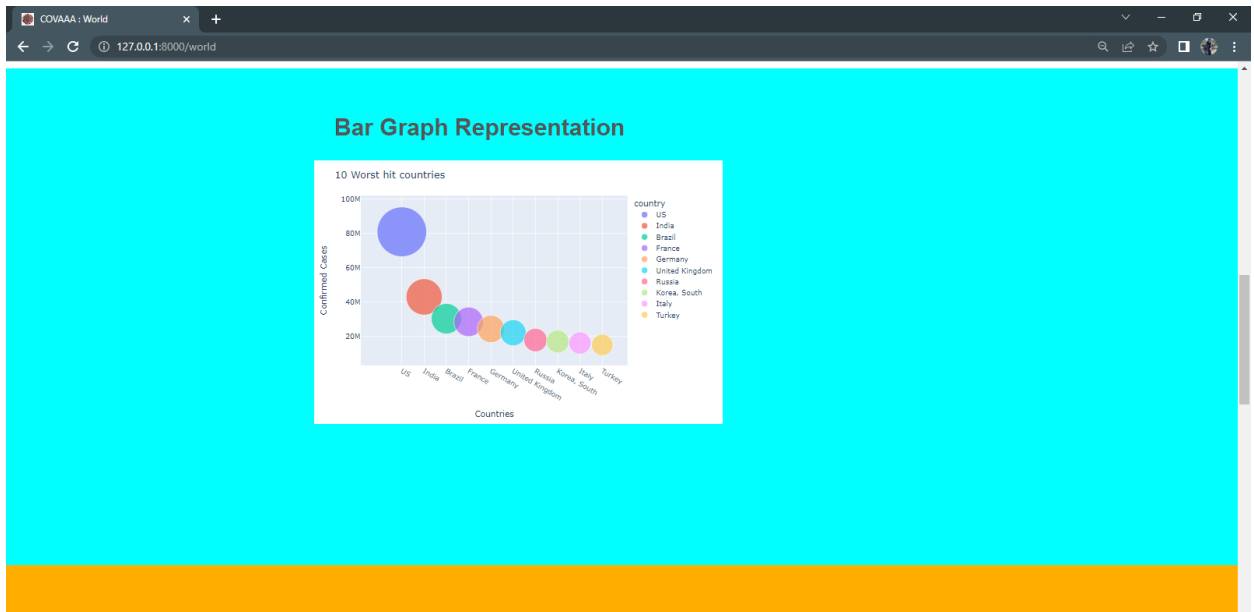 COVAAA : World
127.0.0.1:8000/world
Bar Graph Representation
10 Worst hit countries
100M
80M
60M
40M
20M
Confirmed Cases
US
India
Brazil
France
Germany
United Kingdom
Russia
Korea, South
Italy
Turkey
Countries
country
US
India
Brazil
France
Germany
United Kingdom
Russia
Korea, South
Italy
Turkey